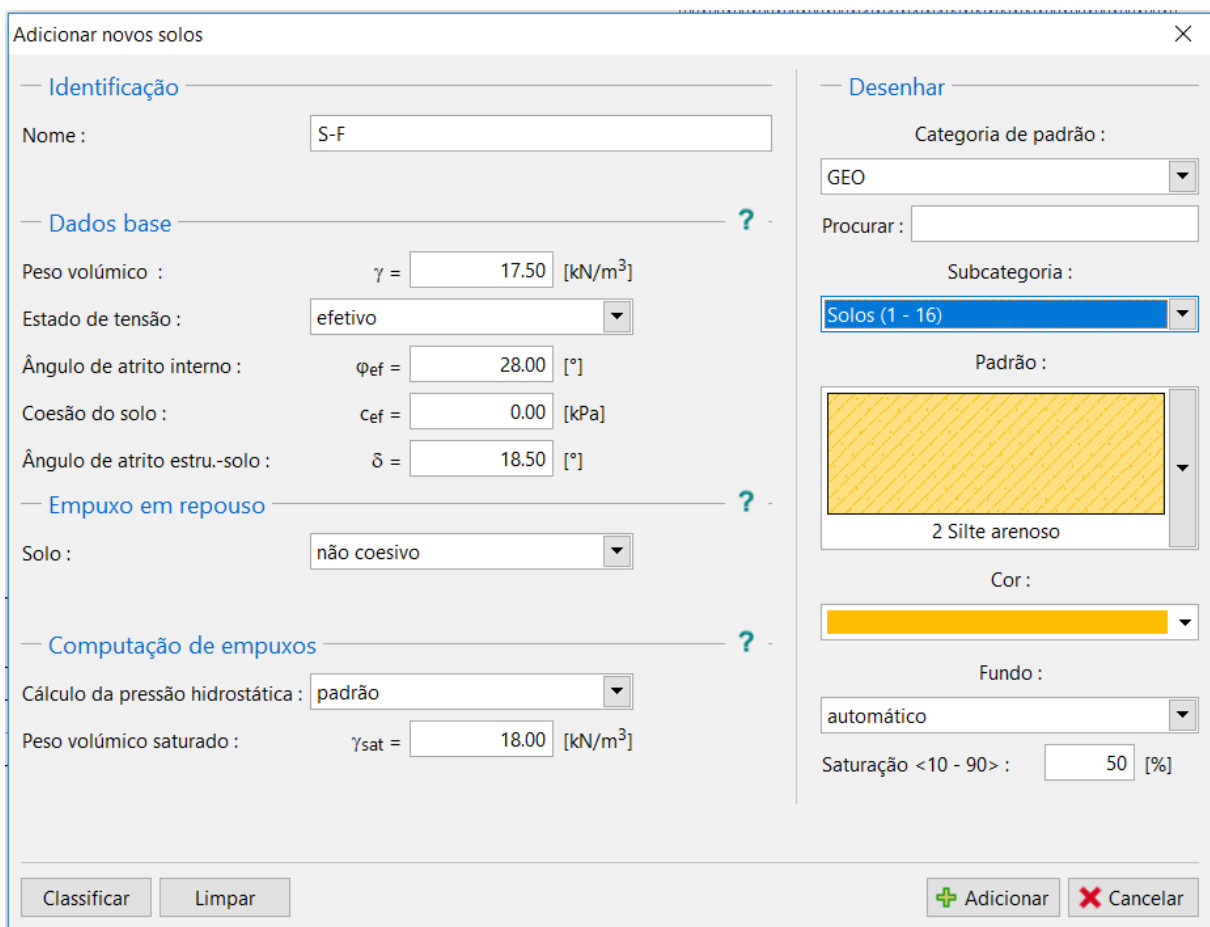 Adicionar novos solos
Identificação
Nome : S-F
Dados base ?
Peso volúmico : γ = 17.50 [kN/m³]
Estado de tensão : efetivo
Ângulo de atrito interno : φef = 28.00 [°]
Coesão do solo : cef = 0.00 [kPa]
Ângulo de atrito estru.-solo : δ = 18.50 [°]
Empuxo em repouso ?
Solo : não coesivo
Computação de empuxos ?
Cálculo da pressão hidrostática : padrão
Peso volúmico saturado : γsat = 18.00 [kN/m³]
Desenhar
Categoria de padrão :
GEO
Procurar :
Subcategoria :
Solos (1 - 16)
Padrão :
2 Silte arenoso
Cor :
Fundo :
automático
Saturação <10 - 90> : 50 [%]
Classificar Limpar Adicionar Cancelar